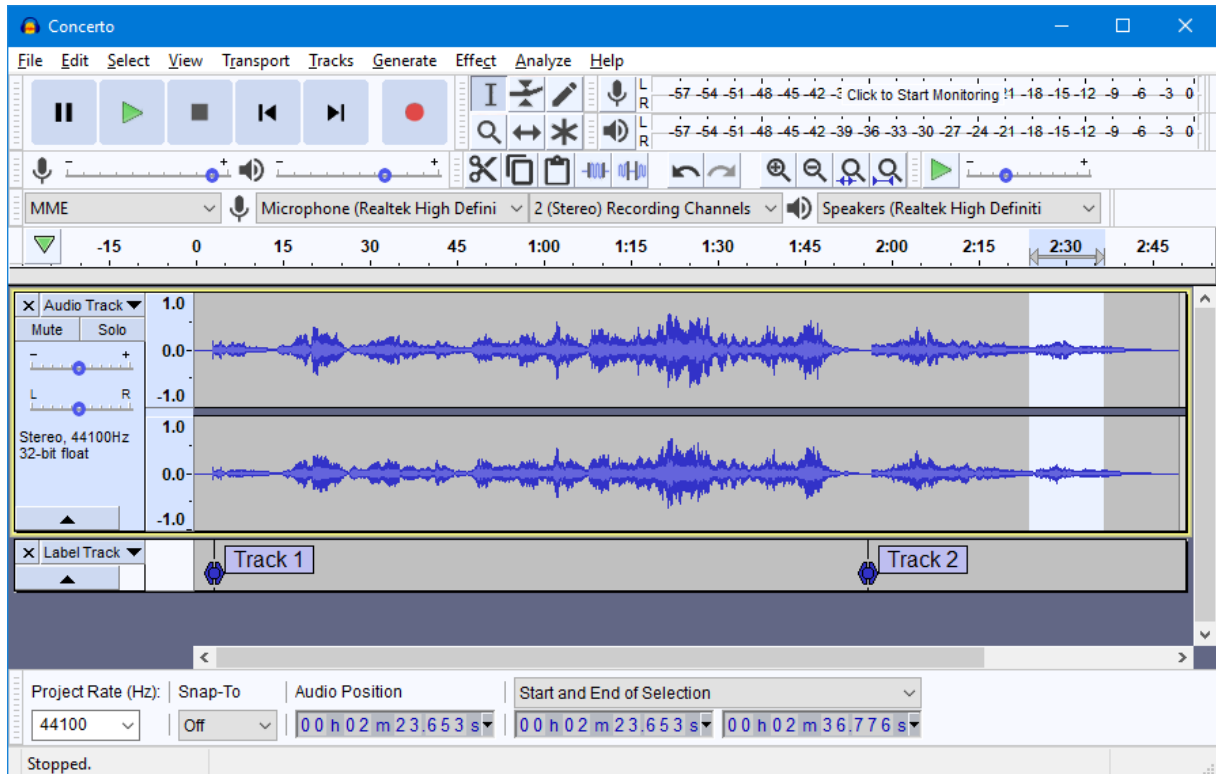 Concerto
File Edit Select View Transport Tracks Generate Effect Analyze Help
L
R
-57 -54 -51 -48 -45 -42 -3 Click to Start Monitoring !1 -18 -15 -12 -9 -6 -3 0
L
R
-57 -54 -51 -48 -45 -42 -39 -36 -33 -30 -27 -24 -21 -18 -15 -12 -9 -6 -3 0
- + - + - +
MME Microphone (Realtek High Defini 2 (Stereo) Recording Channels Speakers (Realtek High Definiti
-15 0 15 30 45 1:00 1:15 1:30 1:45 2:00 2:15 2:30 2:45
X Audio Track 1.0
Mute Solo
- + 0.0
L R -1.0
Stereo, 44100Hz 1.0
32-bit float
0.0
-1.0
X Label Track Track 1 Track 2
Project Rate (Hz): Snap-To Audio Position Start and End of Selection
44100 Off 00 h 02 m 23.653 s 00 h 02 m 23.653 s 00 h 02 m 36.776 s
Stopped.